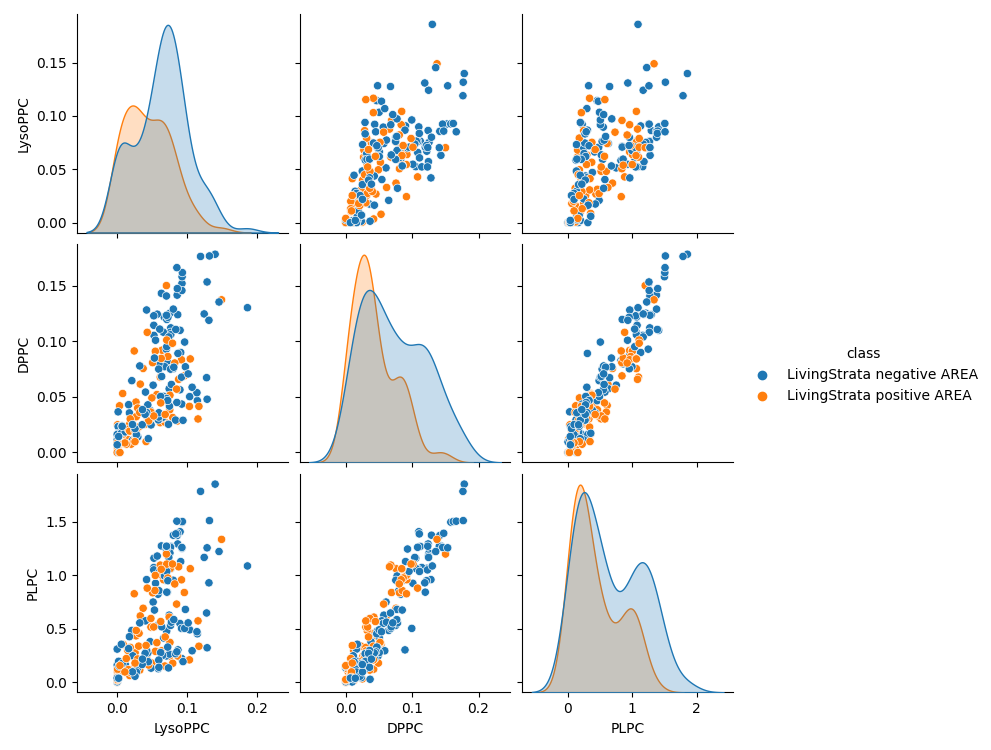 LysoPPC
0.15
0.10
0.05
0.00
DPPC
0.15
0.10
0.05
0.00
class
LivingStrata negative AREA
LivingStrata positive AREA
PLPC
1.5
1.0
0.5
0.0
0.0 0.1 0.2
LysoPPC
0.0 0.1 0.2
DPPC
0 1 2
PLPC